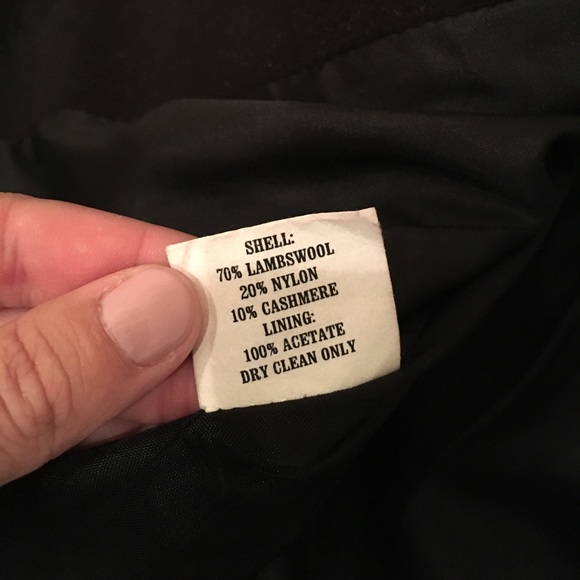 SHELL:
70% LAMBSWOOL
20% NYLON
10% CASHMERE
LINING:
100% ACETATE
DRY CLEAN ONLY